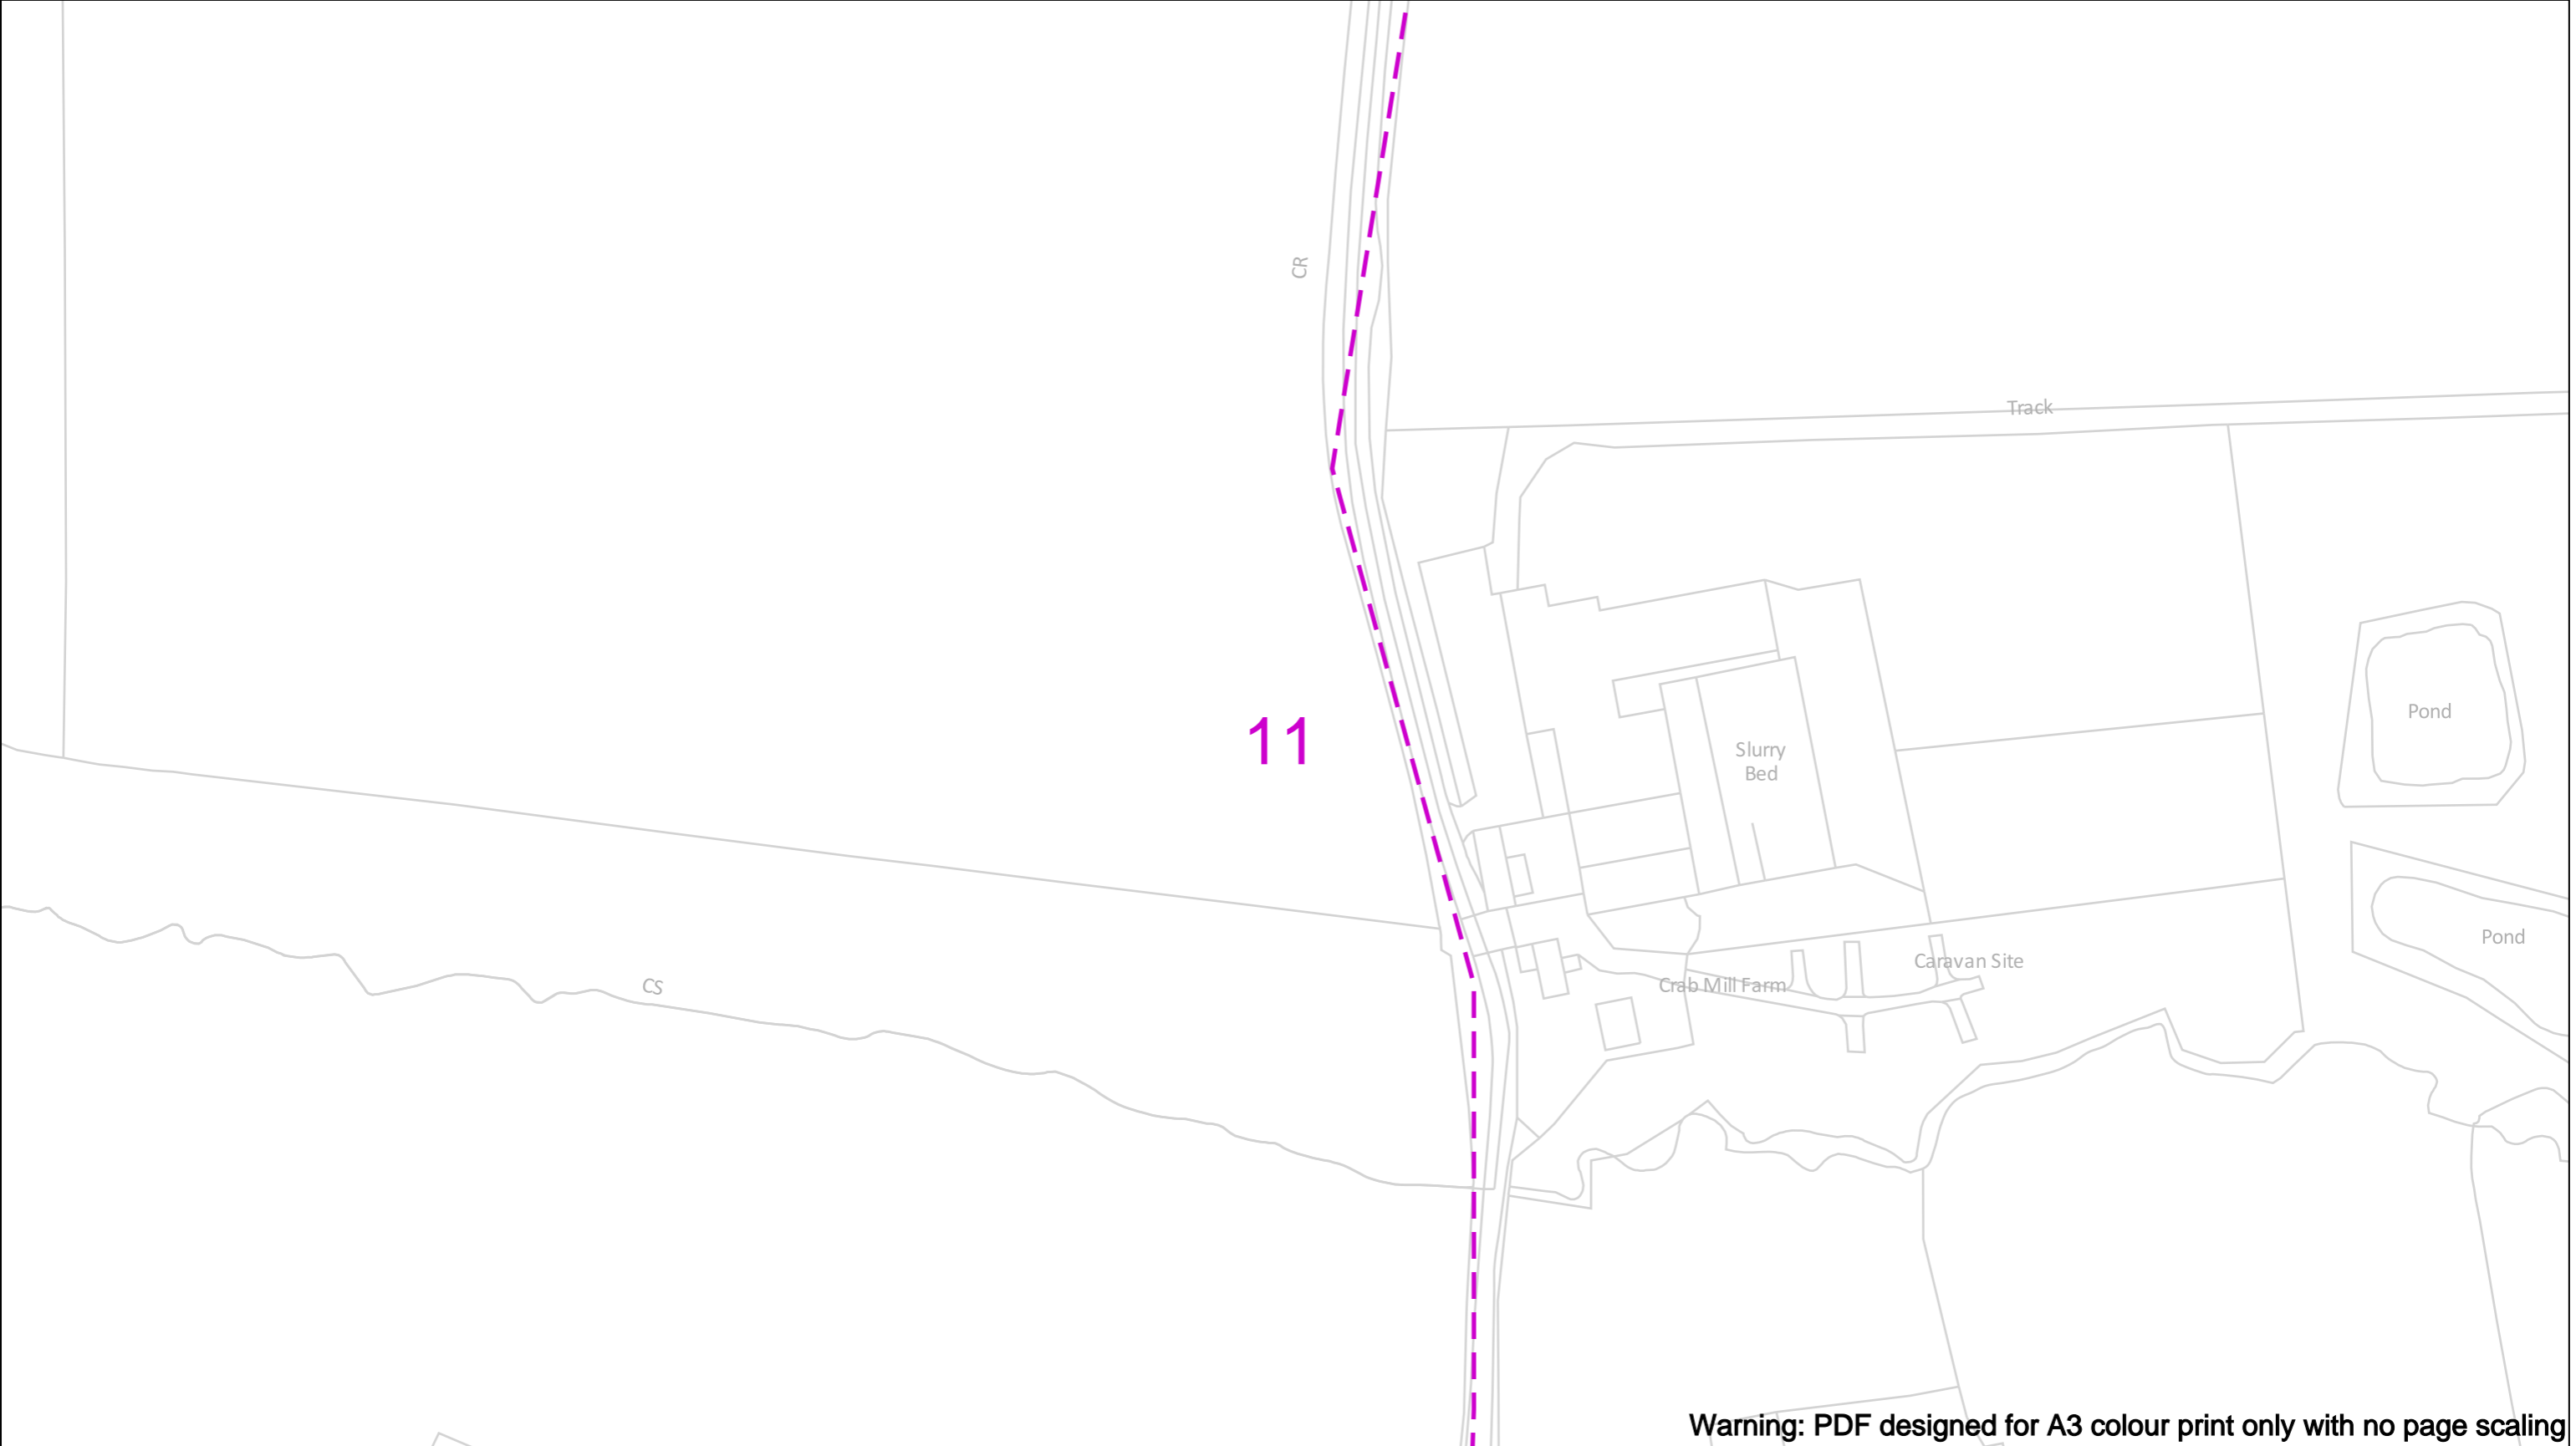 CR
Track
Pond
11
Slurry
Bed
Pond
Caravan Site
Crab Mill Farm
CS
Warning: PDF designed for A3 colour print only with no page scaling